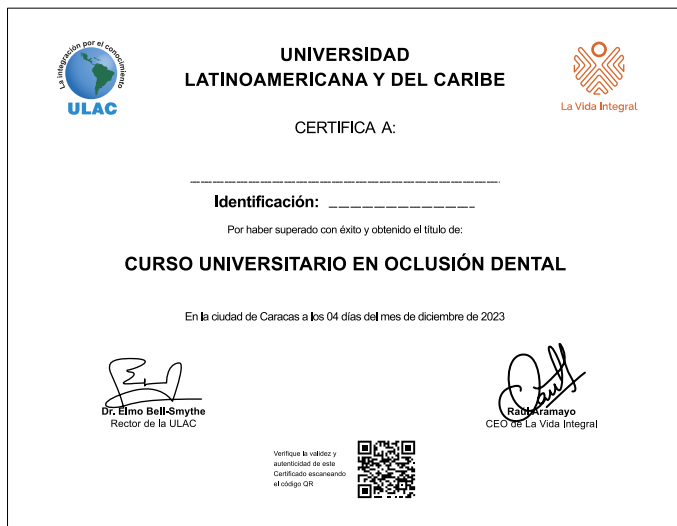 La integración por el conocimiento
ULAC
UNIVERSIDAD
LATINOAMERICANA Y DEL CARIBE
La Vida Integral
CERTIFICA A:
Identificación:
Por haber superado con éxito y obtenido el título de:
CURSO UNIVERSITARIO EN OCLUSIÓN DENTAL
En la ciudad de Caracas a los 04 días del mes de diciembre de 2023
Dr. Elmo Bell-Smythe
Rector de la ULAC
Raúl Aramayo
CEO de La Vida Integral
Verifique la validez y
autenticidad de este
Certificado escaneando
el código QR